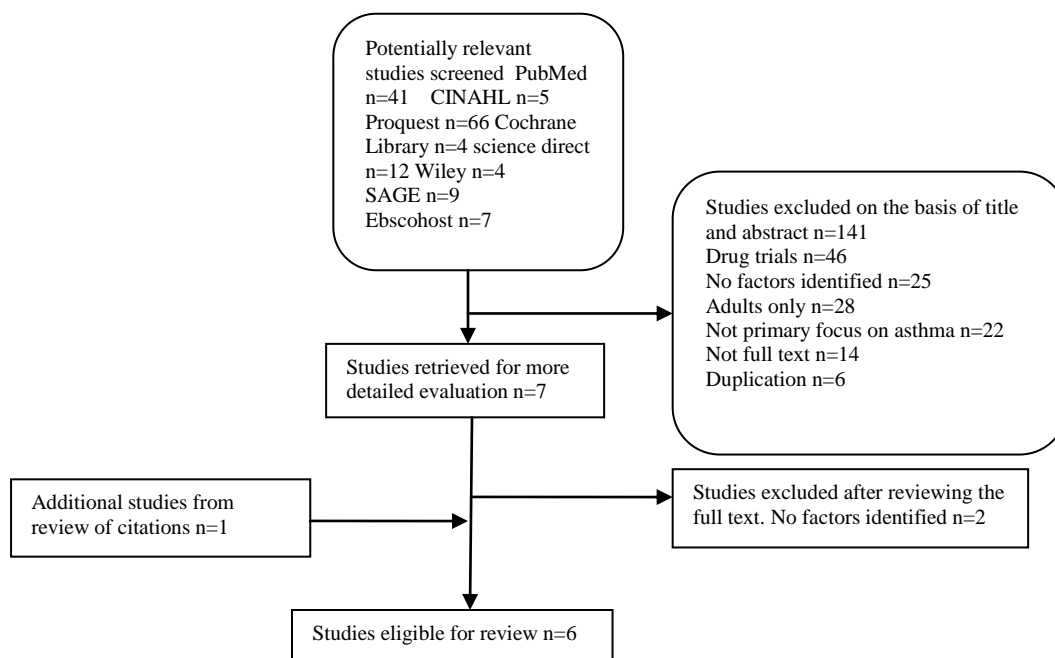 Potentially relevant
studies screened PubMed
n=41 CINAHL n=5
Proquest n=66 Cochrane
Library n=4 science direct
n=12 Wiley n=4
SAGE n=9
Ebscohost n=7
Studies excluded on the basis of title
and abstract n=141
Drug trials n=46
No factors identified n=25
Adults only n=28
Not primary focus on asthma n=22
Not full text n=14
Duplication n=6
Studies retrieved for more
detailed evaluation n=7
Additional studies from
review of citations n=1
Studies excluded after reviewing the
full text. No factors identified n=2
Studies eligible for review n=6